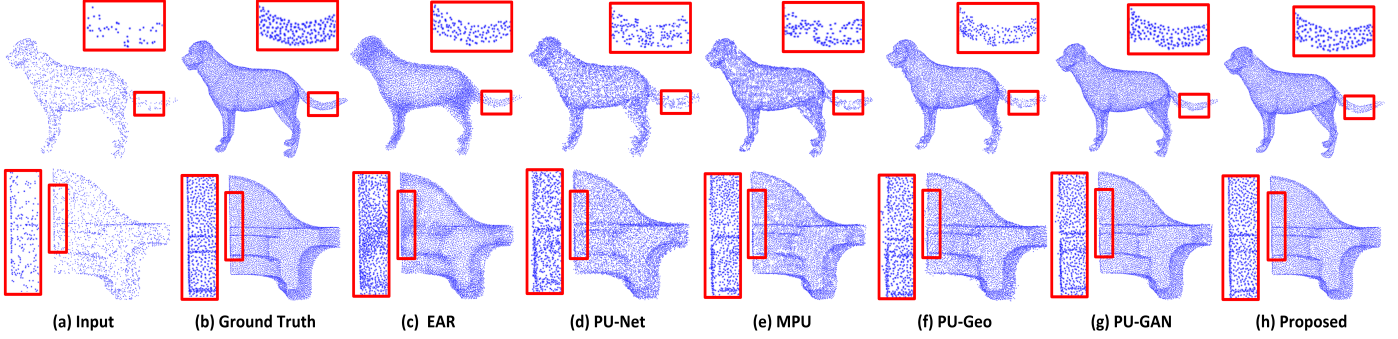 (a) Input (b) Ground Truth (c) EAR (d) PU-Net (e) MPU (f) PU-Geo (g) PU-GAN (h) Proposed